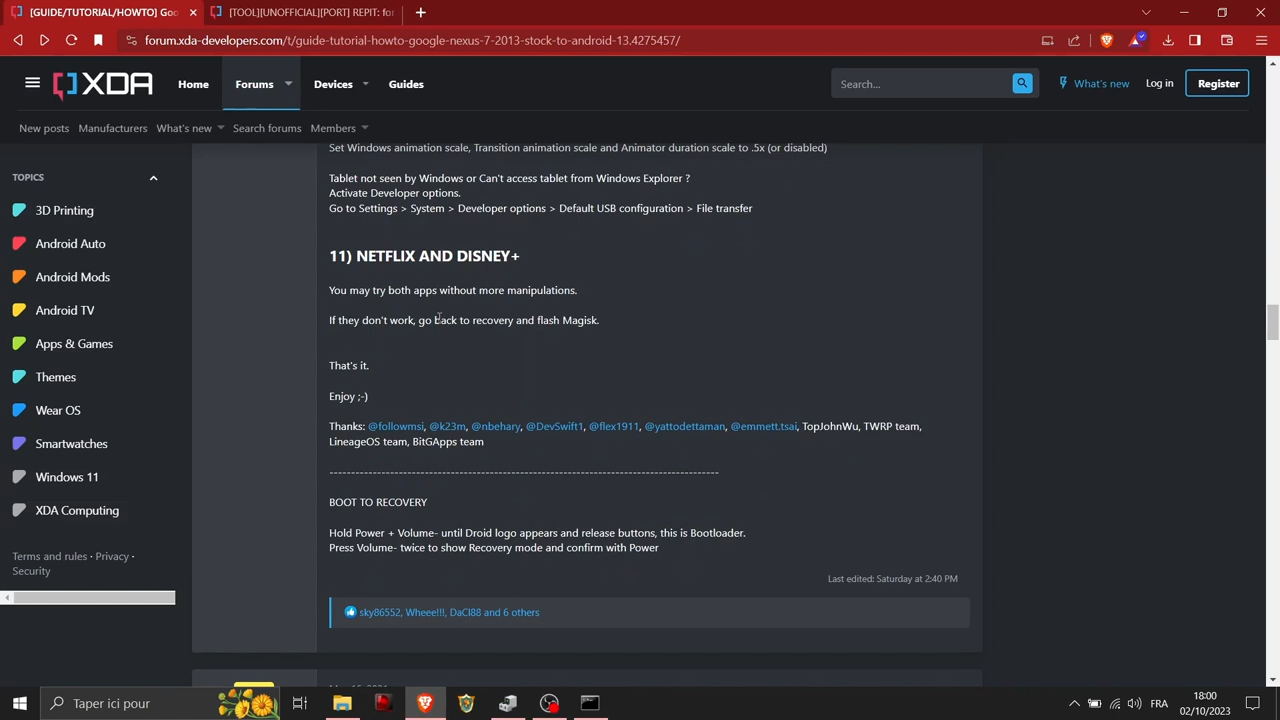 [GUIDE/TUTORIAL/HOWTO] Goo
[TOOL][UNOFFICIAL][PORT] REPIT: for
forum.xda-developers.com/t/guide-tutorial-howto-google-nexus-7-2013-stock-to-android-13.4275457/
XDA
Home
Forums
Devices
Guides
Search...
What's new
Log in
Register
New posts
Manufacturers
What's new
Search forums
Members
TOPICS
3D Printing
Android Auto
Android Mods
Android TV
Apps & Games
Themes
Wear OS
Smartwatches
Windows 11
XDA Computing
Terms and rules · Privacy ·
Security
Set Windows animation scale, Transition animation scale and Animator duration scale to .5x (or disabled)
Tablet not seen by Windows or Can't access tablet from Windows Explorer ?
Activate Developer options.
Go to Settings > System > Developer options > Default USB configuration > File transfer
11) NETFLIX AND DISNEY+
You may try both apps without more manipulations.
If they don't work, go back to recovery and flash Magisk.
That's it.
Enjoy ;-)
Thanks: @followmsi, @k23m, @nbehary, @DevSwift1, @flex1911, @yattodettaman, @emmett.tsai, TopJohnWu, TWRP team,
LineageOS team, BitGApps team
---------------------------------------------------------------------------------------
BOOT TO RECOVERY
Hold Power + Volume- until Droid logo appears and release buttons, this is Bootloader.
Press Volume- twice to show Recovery mode and confirm with Power
Last edited: Saturday at 2:40 PM
sky86552, Wheee!!!, DaCl88 and 6 others
Taper ici pour
FRA
18:00
02/10/2023